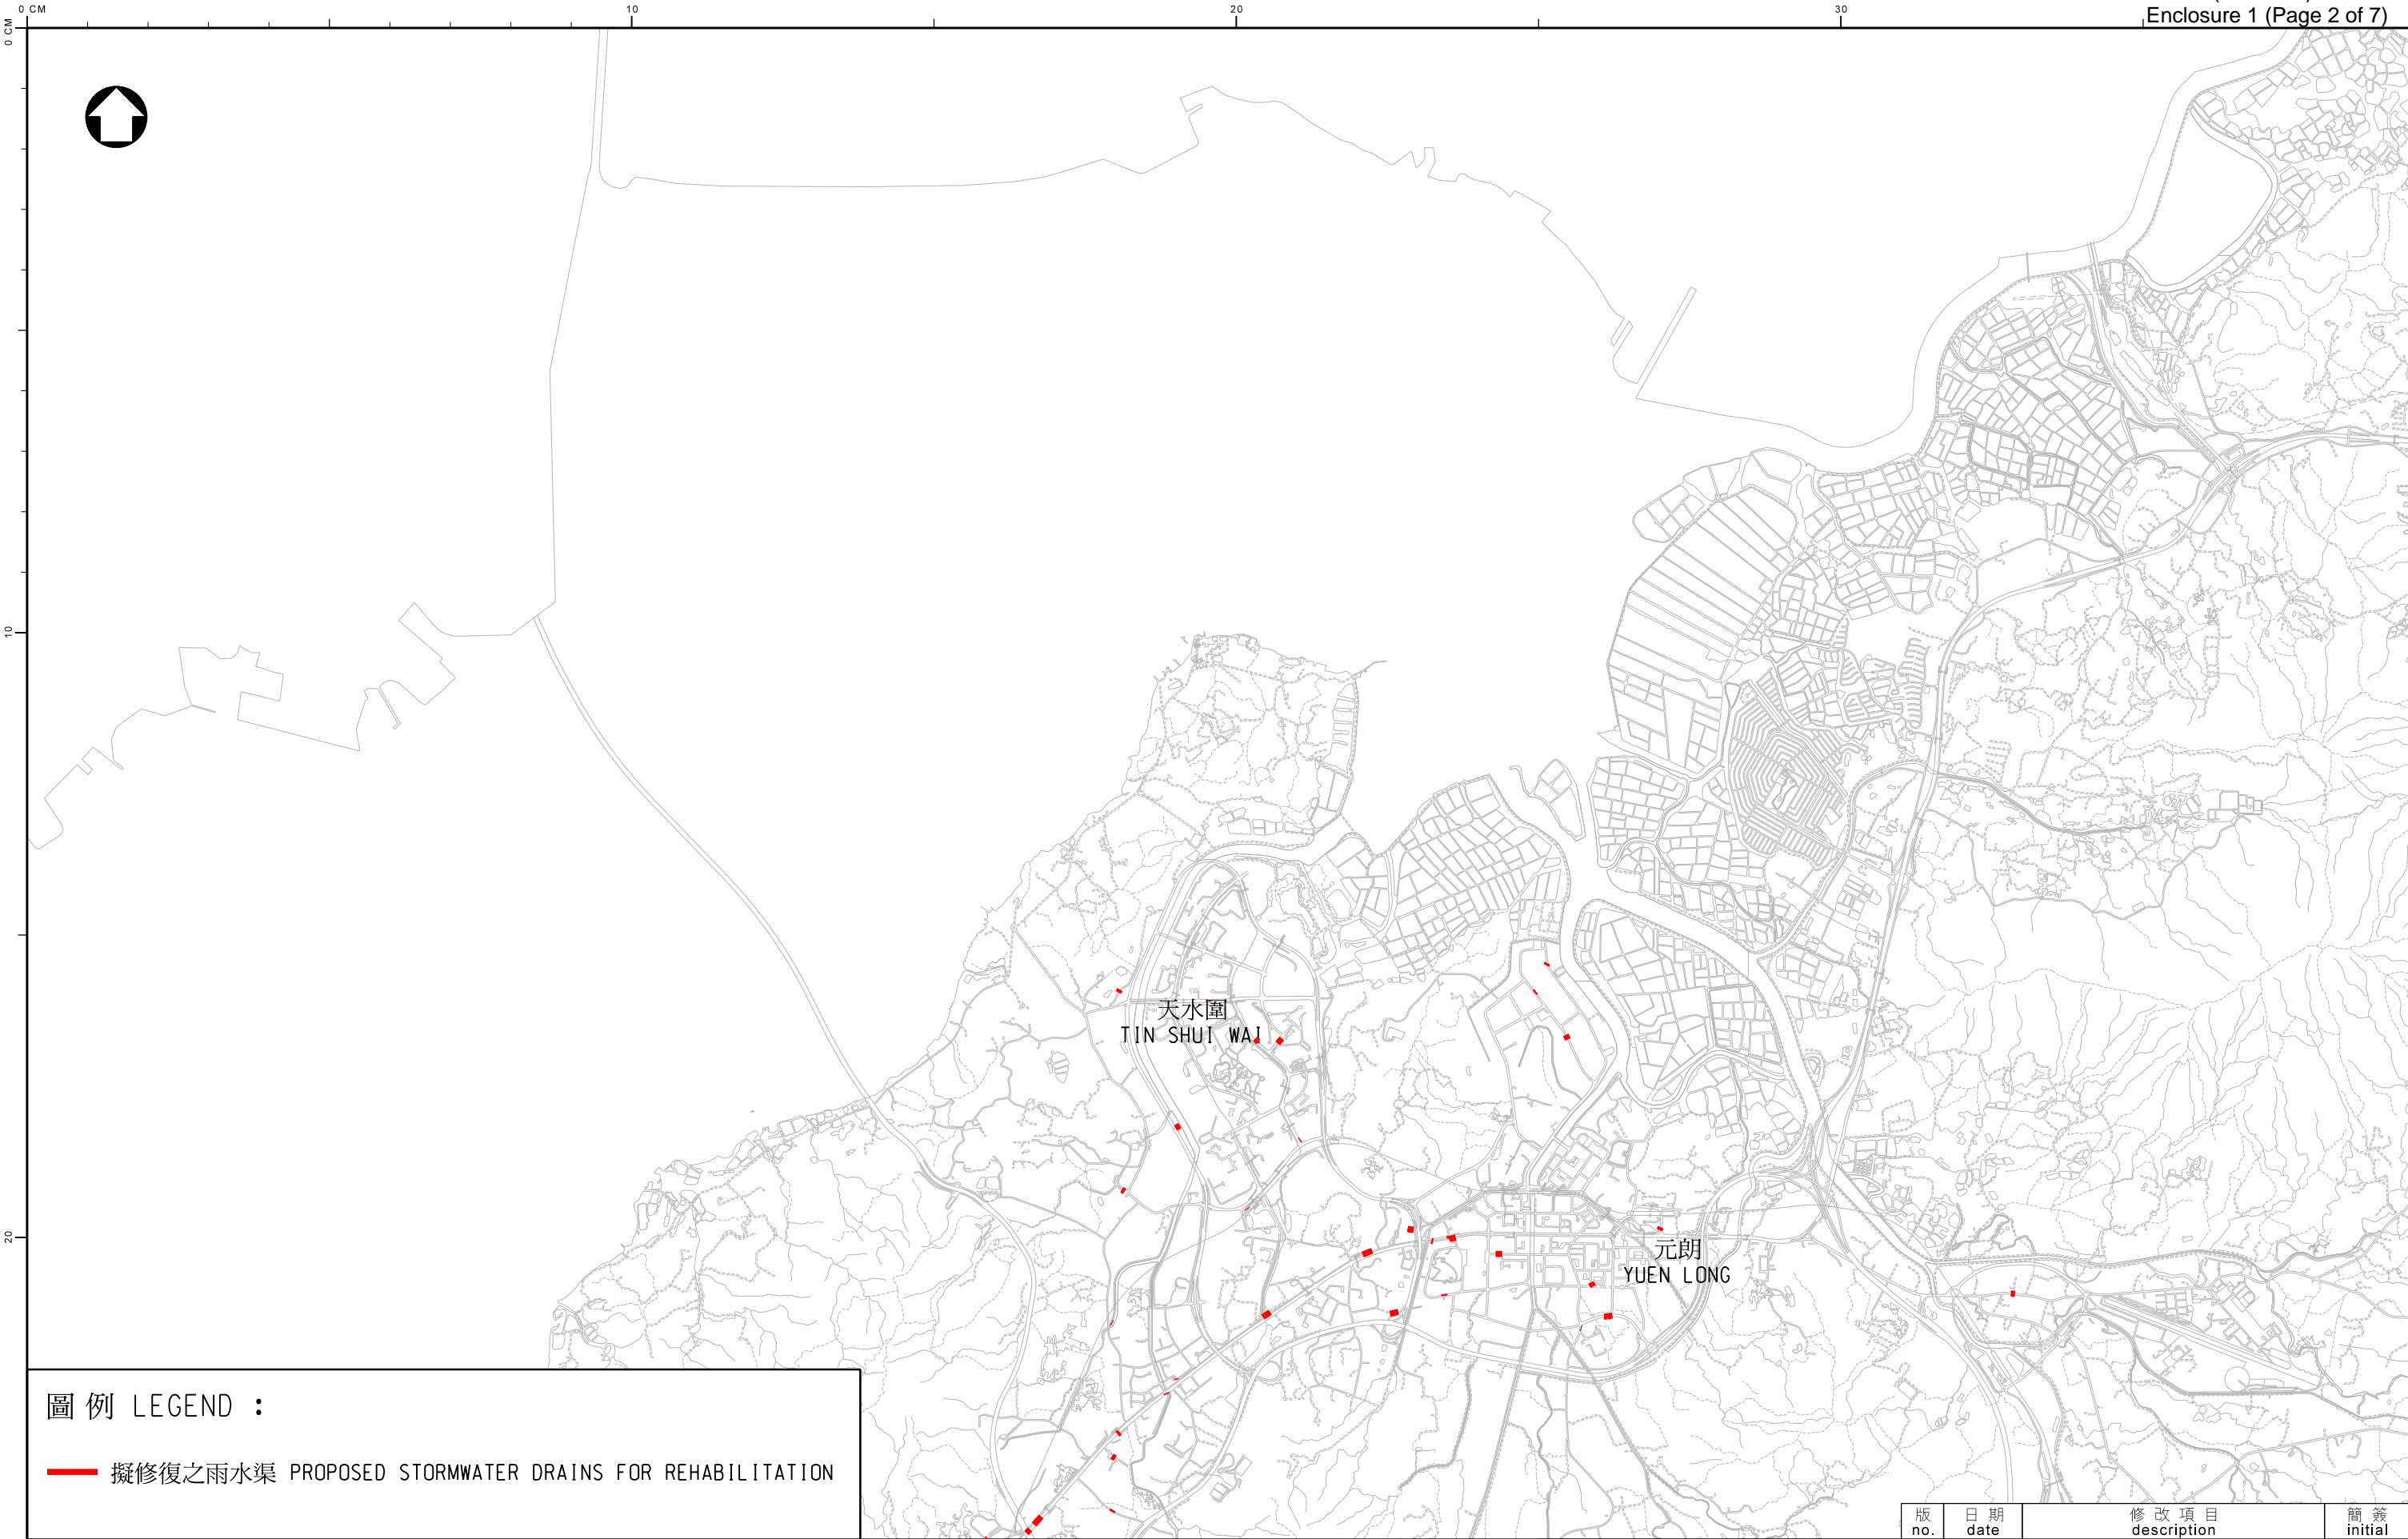 0 CM
10
20
30
Enclosure 1 (Page 2 of 7)
0 CM
10
20
天水圍
TIN SHUI WAI
元朗
YUEN LONG
圖例 LEGEND :
擬修復之雨水渠 PROPOSED STORMWATER DRAINS FOR REHABILITATION
版 日期 修改項目 簡簽
no. date description initial